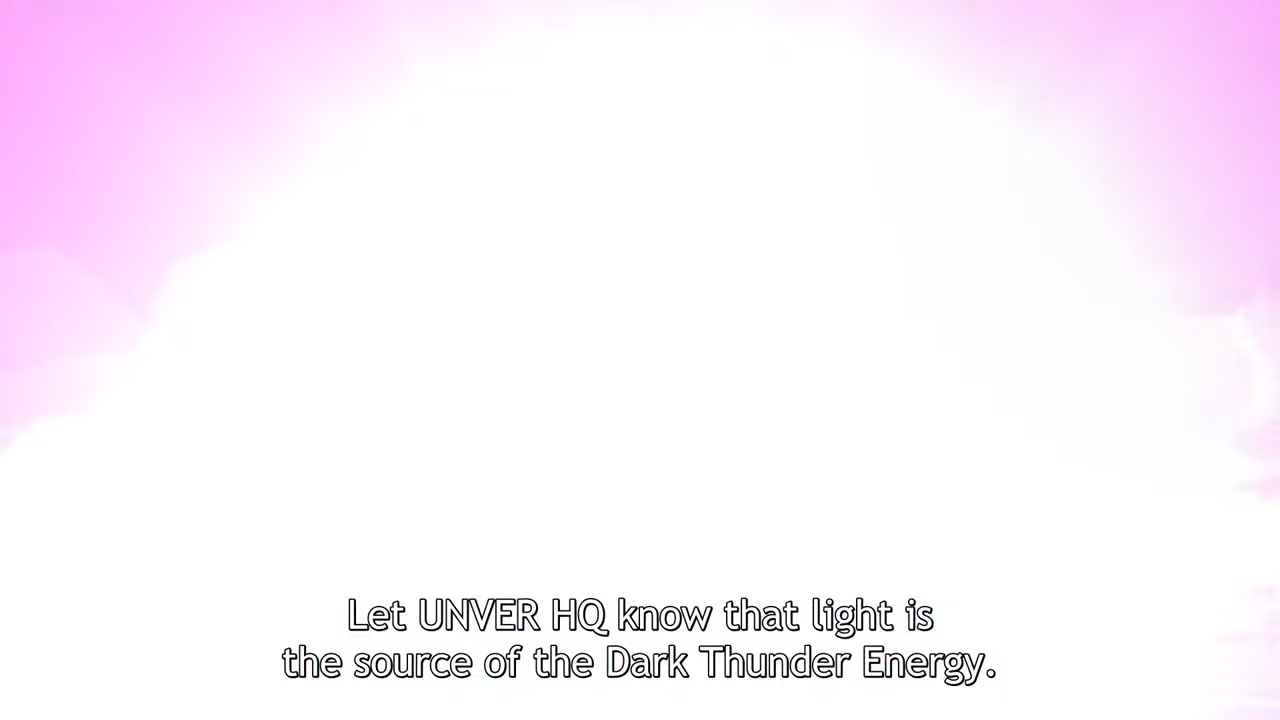 Let UNVER HQ know that light is
the source of the Dark Thunder Energy.